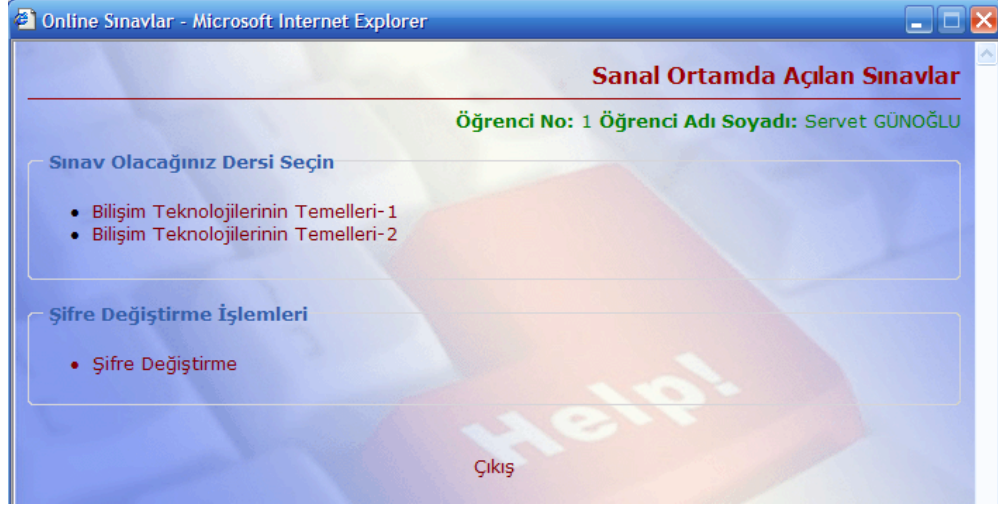 Online Sınavlar - Microsoft Internet Explorer
Sanal Ortamda Açılan Sınavlar
Öğrenci No: 1 Öğrenci Adı Soyadı: Servet GÜNOĞLU
Sınav Olacağınız Dersi Seçin
Bilişim Teknolojilerinin Temelleri-1
Bilişim Teknolojilerinin Temelleri-2
Şifre Değiştirme İşlemleri
Şifre Değiştirme
Help!
Çıkış